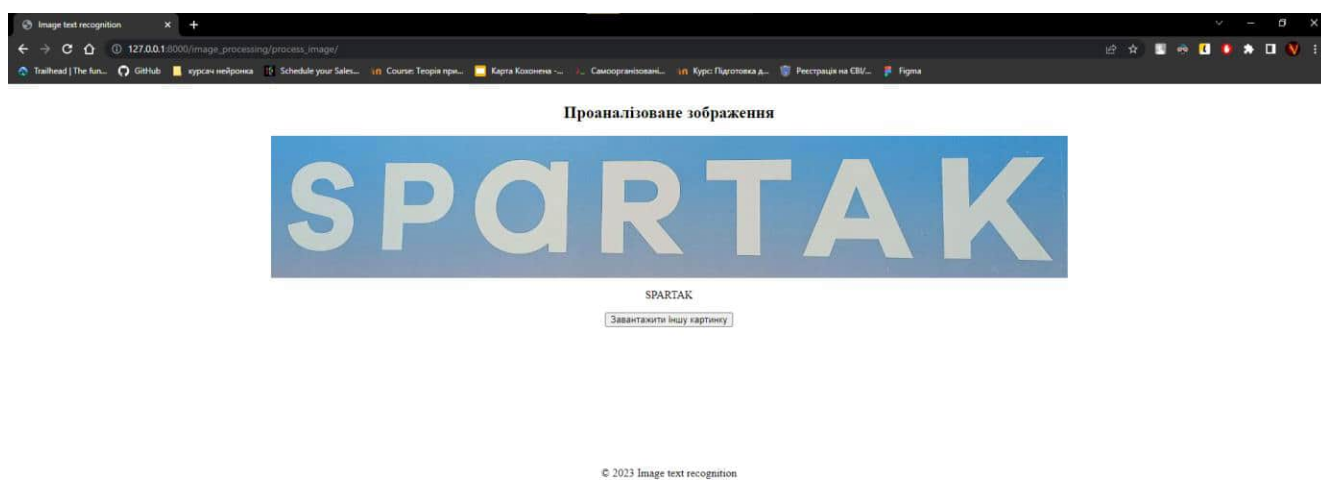 Image text recognition
127.0.0.1:8000/image_processing/process_image/
Trailhead | The fun... GitHub курсач нейронка Schedule your Sales... Course: Теорія при... Карта Кохонена -... Самоорганізовані... Курс: Підготовка д... Реєстрація на ЄВІ/... Figma
Проаналізоване зображення
SPaRTAK
SPARTAK
Завантажити іншу картинку
© 2023 Image text recognition